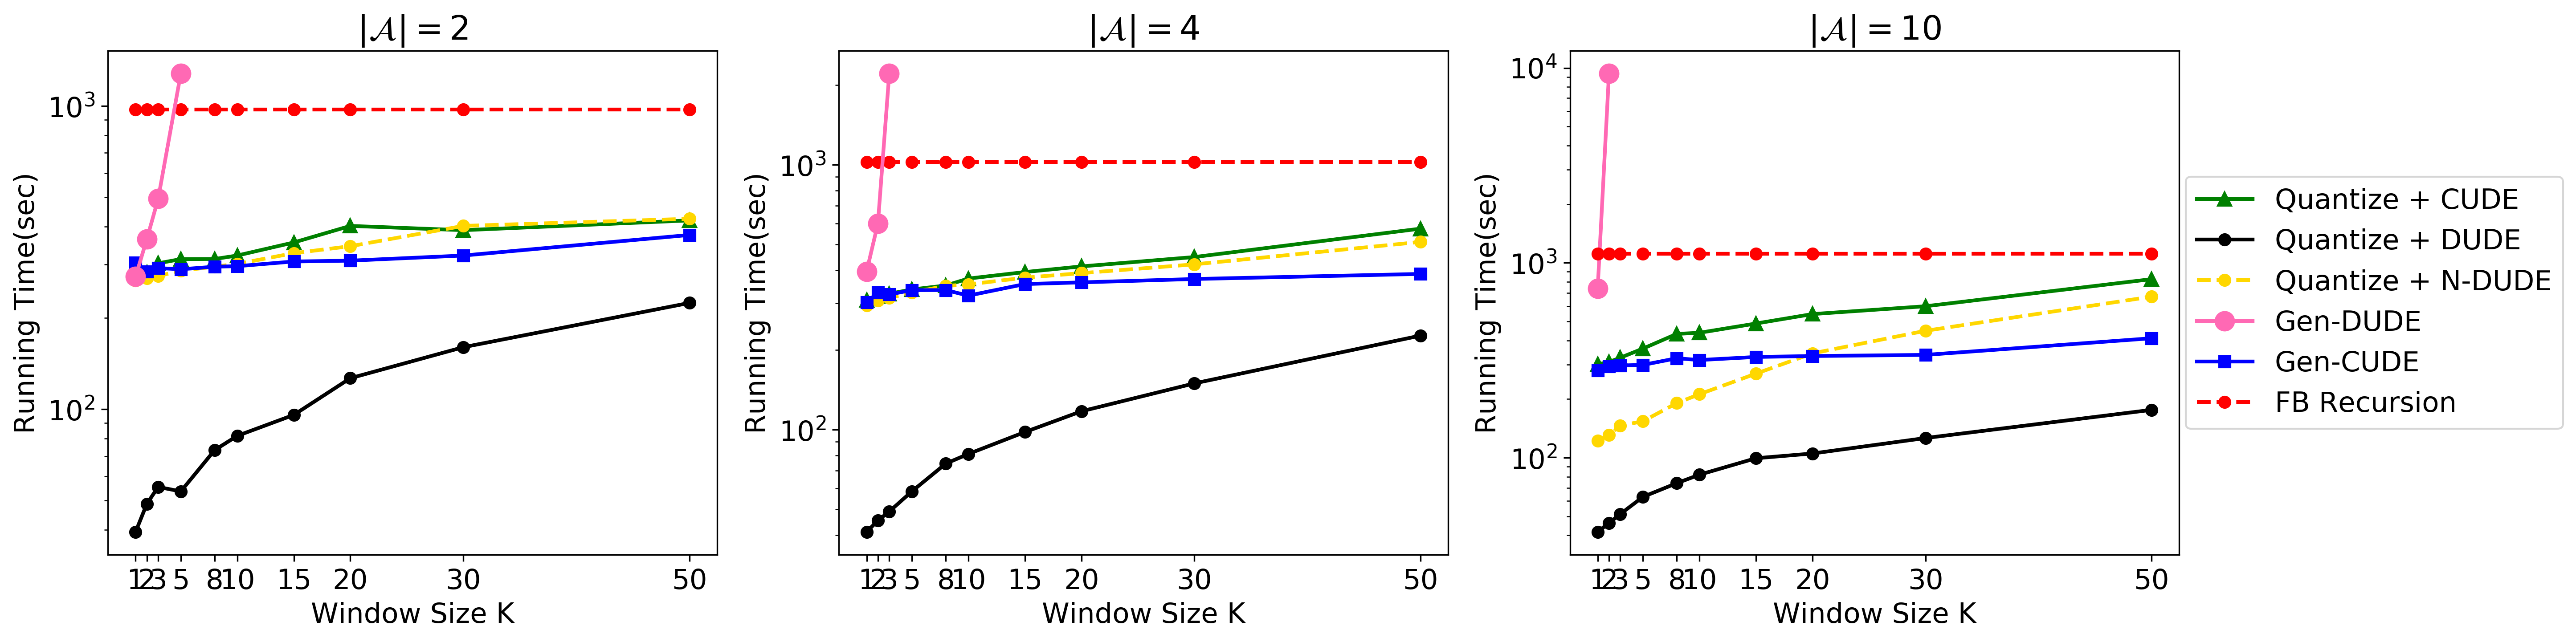 |𝒜| = 2
Running Time(sec)
10³
10²
1 2 3 5 8 10 15 20 30 50
Window Size K
|𝒜| = 4
Running Time(sec)
10³
10²
1 2 3 5 8 10 15 20 30 50
Window Size K
|𝒜| = 10
Running Time(sec)
10⁴
10³
10²
1 2 3 5 8 10 15 20 30 50
Window Size K
Quantize + CUDE
Quantize + DUDE
Quantize + N-DUDE
Gen-DUDE
Gen-CUDE
FB Recursion